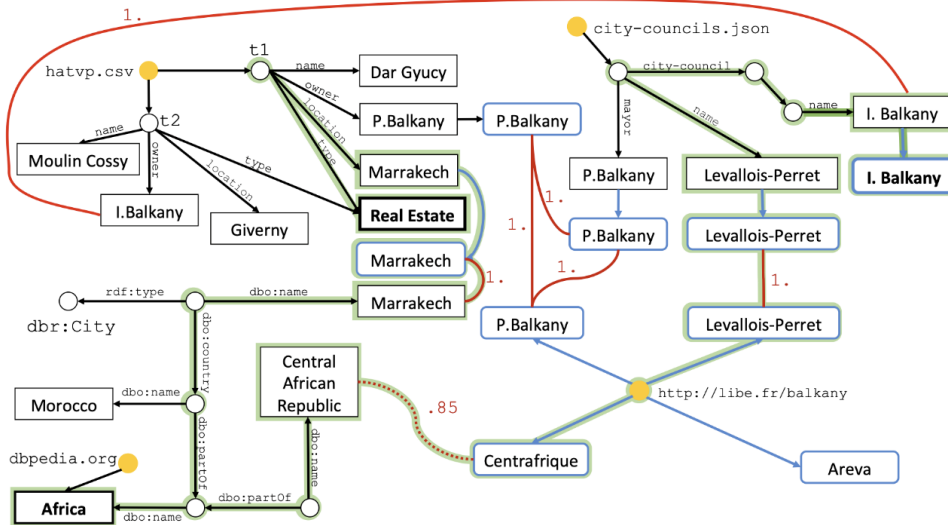 1.
city-councils.json
t1
name
Dar Gyucy
hatvp.csv
owner
location
type
city-council
P.Balkany
P.Balkany
mayor
name
name
I. Balkany
t2
name
owner
location
type
Moulin Cossy
Marrakech
P.Balkany
Levallois-Perret
I. Balkany
I.Balkany
Giverny
Real Estate
1.
1.
P.Balkany
Levallois-Perret
Marrakech
1.
1.
1.
rdf:type
dbo:name
Marrakech
dbr:City
P.Balkany
Levallois-Perret
dbo:country
Central
African
Republic
Morocco
dbo:name
.85
http://libe.fr/balkany
dbo:partOf
dbo:name
dbpedia.org
Centrafrique
Areva
Africa
dbo:name
dbo:partOf